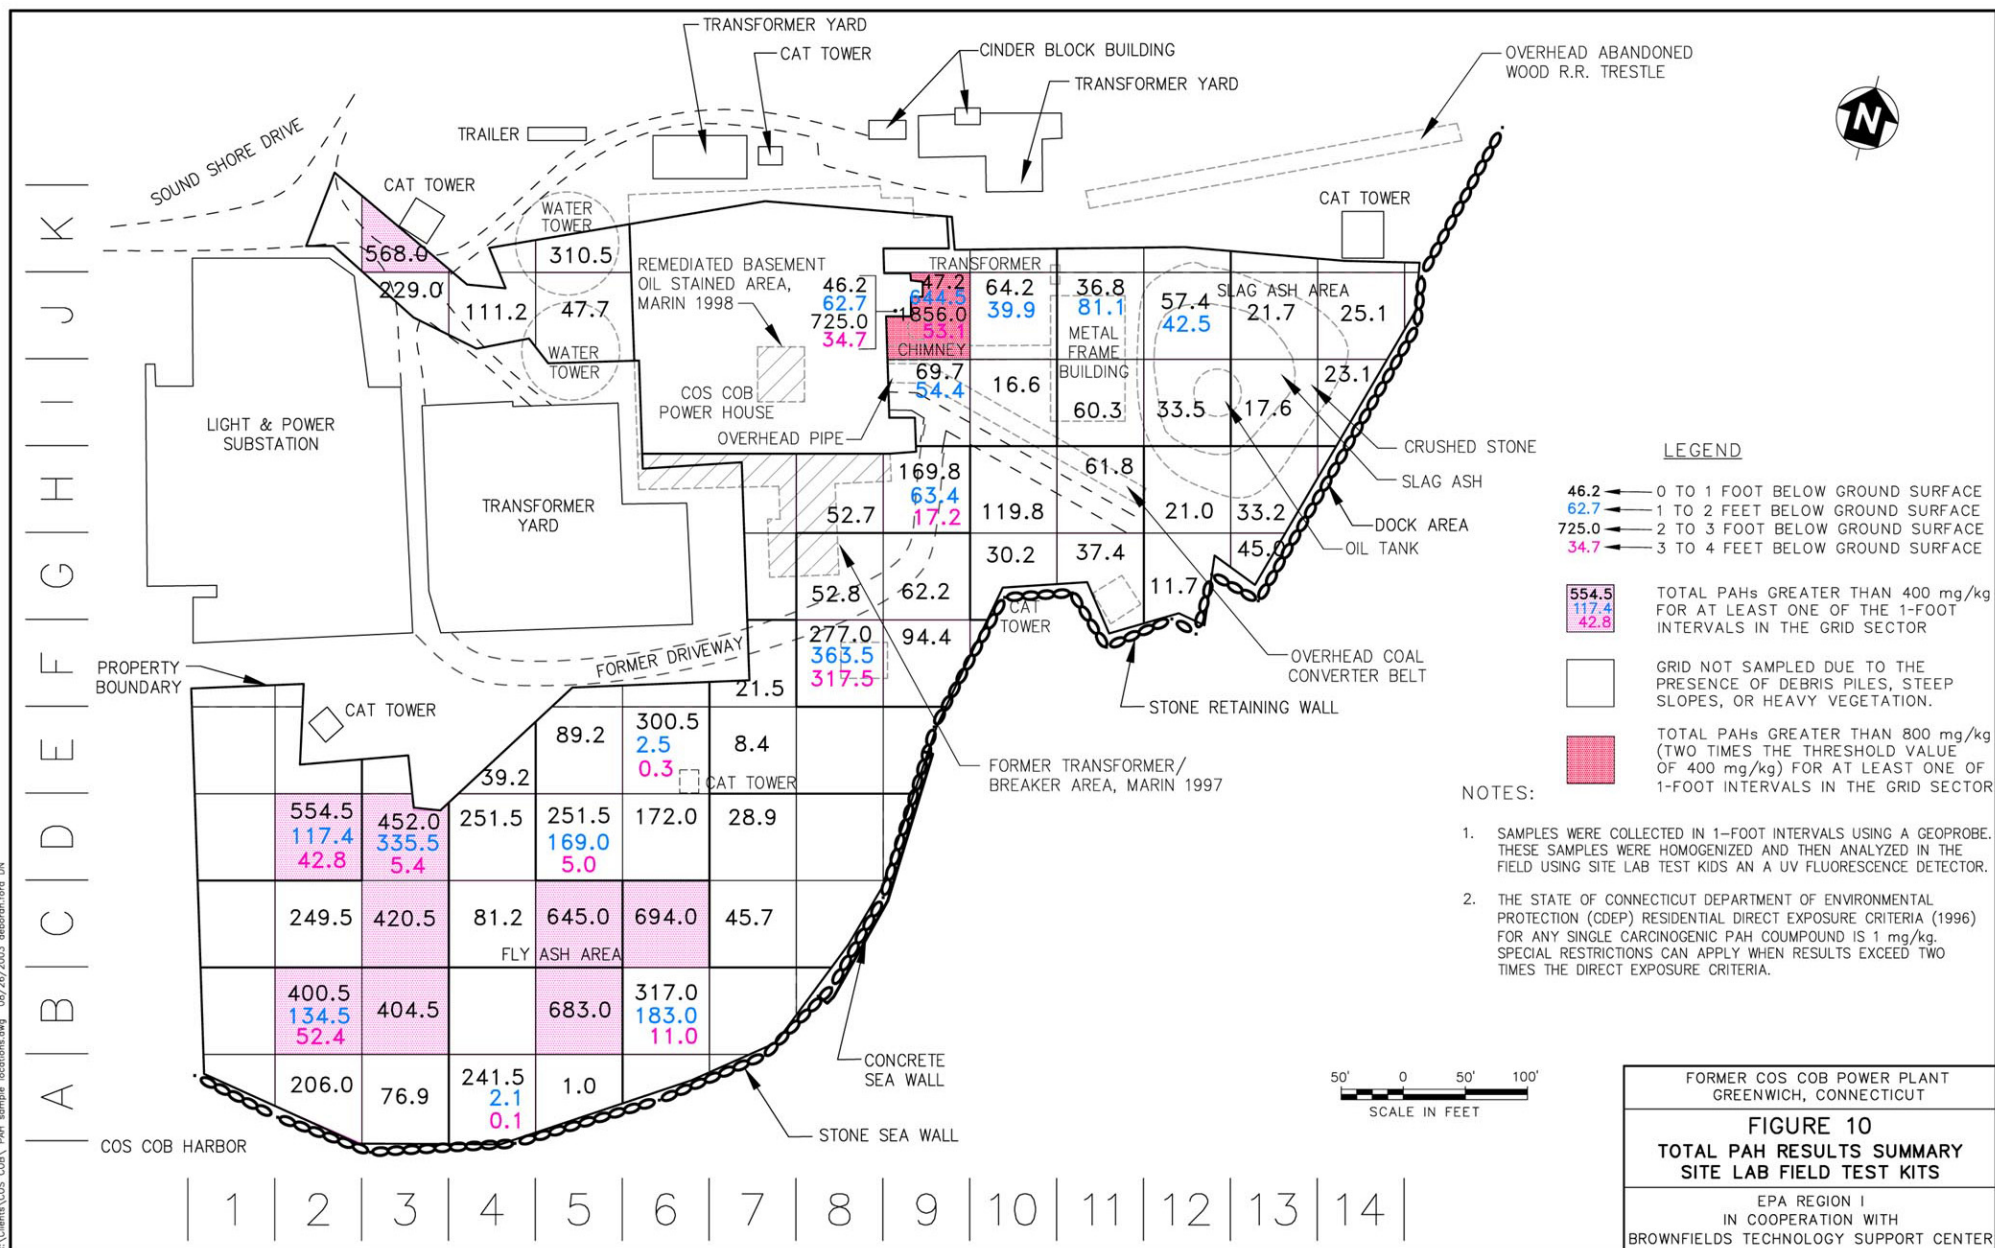 TRANSFORMER YARD
CAT TOWER
CINDER BLOCK BUILDING
TRANSFORMER YARD
OVERHEAD ABANDONED
WOOD R.R. TRESTLE
N
SOUND SHORE DRIVE
TRAILER
CAT TOWER
CAT TOWER
WATER
TOWER
568.0
310.5
229.0
111.2
47.7
WATER
TOWER
REMEDIATED BASEMENT
OIL STAINED AREA,
MARIN 1998
46.2
62.7
725.0
34.7
TRANSFORMER
47.2
644.5
1856.0
53.1
CHIMNEY
64.2
39.9
36.8
81.1
METAL
FRAME
BUILDING
57.4
42.5
SLAG ASH AREA
21.7
25.1
COS COB
POWER HOUSE
OVERHEAD PIPE
69.7
54.4
16.6
60.3
33.5
17.6
23.1
LIGHT & POWER
SUBSTATION
TRANSFORMER
YARD
CRUSHED STONE
SLAG ASH
DOCK AREA
OIL TANK
52.7
169.8
63.4
17.2
119.8
61.8
21.0
33.2
52.8
62.2
30.2
37.4
11.7
45.0
CAT
TOWER
277.0
363.5
317.5
94.4
21.5
FORMER DRIVEWAY
PROPERTY
BOUNDARY
CAT TOWER
OVERHEAD COAL
CONVERTER BELT
STONE RETAINING WALL
FORMER TRANSFORMER/
BREAKER AREA, MARIN 1997
39.2
89.2
300.5
2.5
0.3
8.4
CAT TOWER
554.5
117.4
42.8
452.0
335.5
5.4
251.5
251.5
169.0
5.0
172.0
28.9
249.5
420.5
81.2
645.0
694.0
45.7
FLY ASH AREA
400.5
134.5
52.4
404.5
683.0
317.0
183.0
11.0
206.0
76.9
241.5
2.1
0.1
1.0
CONCRETE
SEA WALL
STONE SEA WALL
COS COB HARBOR
K
J
I
H
G
F
E
D
C
B
A
1 2 3 4 5 6 7 8 9 10 11 12 13 14
LEGEND
46.2 0 TO 1 FOOT BELOW GROUND SURFACE
62.7 1 TO 2 FEET BELOW GROUND SURFACE
725.0 2 TO 3 FOOT BELOW GROUND SURFACE
34.7 3 TO 4 FEET BELOW GROUND SURFACE
554.5
117.4
42.8
TOTAL PAHs GREATER THAN 400 mg/kg
FOR AT LEAST ONE OF THE 1-FOOT
INTERVALS IN THE GRID SECTOR
GRID NOT SAMPLED DUE TO THE
PRESENCE OF DEBRIS PILES, STEEP
SLOPES, OR HEAVY VEGETATION.
TOTAL PAHs GREATER THAN 800 mg/kg
(TWO TIMES THE THRESHOLD VALUE
OF 400 mg/kg) FOR AT LEAST ONE OF
1-FOOT INTERVALS IN THE GRID SECTOR
NOTES:
1. SAMPLES WERE COLLECTED IN 1-FOOT INTERVALS USING A GEOPROBE.
THESE SAMPLES WERE HOMOGENIZED AND THEN ANALYZED IN THE
FIELD USING SITE LAB TEST KIDS AN A UV FLUORESCENCE DETECTOR.
2. THE STATE OF CONNECTICUT DEPARTMENT OF ENVIRONMENTAL
PROTECTION (CDEP) RESIDENTIAL DIRECT EXPOSURE CRITERIA (1996)
FOR ANY SINGLE CARCINOGENIC PAH COUMPOUND IS 1 mg/kg.
SPECIAL RESTRICTIONS CAN APPLY WHEN RESULTS EXCEED TWO
TIMES THE DIRECT EXPOSURE CRITERIA.
50' 0 50' 100'
SCALE IN FEET
FORMER COS COB POWER PLANT
GREENWICH, CONNECTICUT
FIGURE 10
TOTAL PAH RESULTS SUMMARY
SITE LAB FIELD TEST KITS
EPA REGION I
IN COOPERATION WITH
BROWNFIELDS TECHNOLOGY SUPPORT CENTER